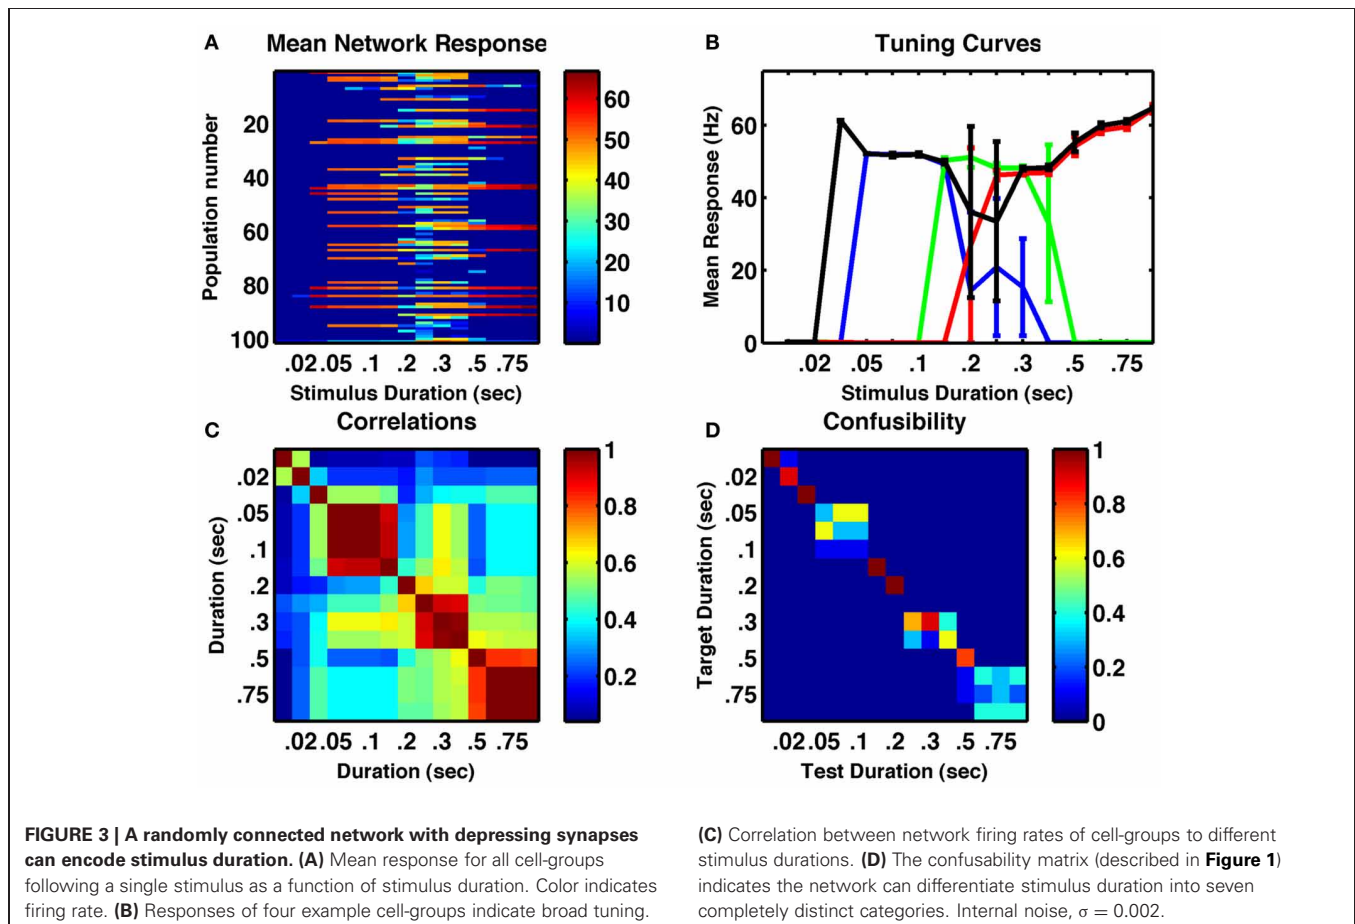 A
Mean Network Response
Population number
20
40
60
80
100
.02 .05 .1 .2 .3 .5 .75
Stimulus Duration (sec)
60
50
40
30
20
10
B
Tuning Curves
Mean Response (Hz)
60
40
20
0
.02 .05 .1 .2 .3 .5 .75
Stimulus Duration (sec)
C
Correlations
Duration (sec)
.02
.05
.1
.2
.3
.5
.75
.02 .05 .1 .2 .3 .5 .75
Duration (sec)
1
0.8
0.6
0.4
0.2
D
Confusibility
Target Duration (sec)
.02
.05
.1
.2
.3
.5
.75
.02 .05 .1 .2 .3 .5 .75
Test Duration (sec)
1
0.8
0.6
0.4
0.2
0
FIGURE 3 | A randomly connected network with depressing synapses
can encode stimulus duration. (A) Mean response for all cell-groups
following a single stimulus as a function of stimulus duration. Color indicates
firing rate. (B) Responses of four example cell-groups indicate broad tuning.
(C) Correlation between network firing rates of cell-groups to different
stimulus durations. (D) The confusability matrix (described in Figure 1)
indicates the network can differentiate stimulus duration into seven
completely distinct categories. Internal noise, σ = 0.002.